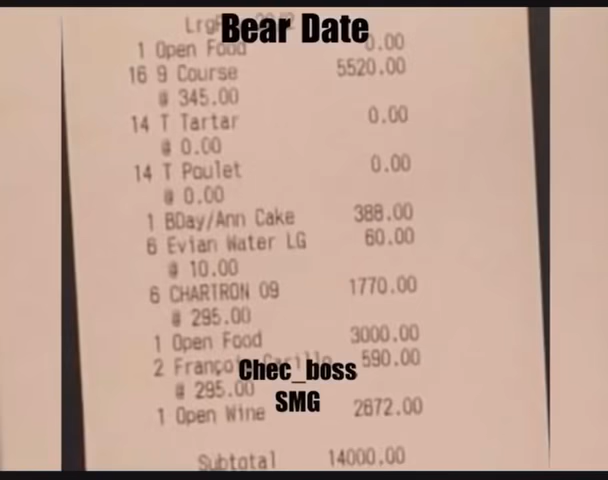 Bear Date
1 Open Food 0.00
16 9 Course 5520.00
@ 345.00
14 T Tartar 0.00
@ 0.00
14 T Poulet 0.00
@ 0.00
1 BDay/Ann Cake 388.00
6 Evian Water LG 60.00
@ 10.00
6 CHARTRON 09 1770.00
@ 295.00
1 Open Food 3000.00
2 590.00
Chec_boss
@ 295.00
SMG
1 Open Wine 2672.00
Subtotal 14000.00